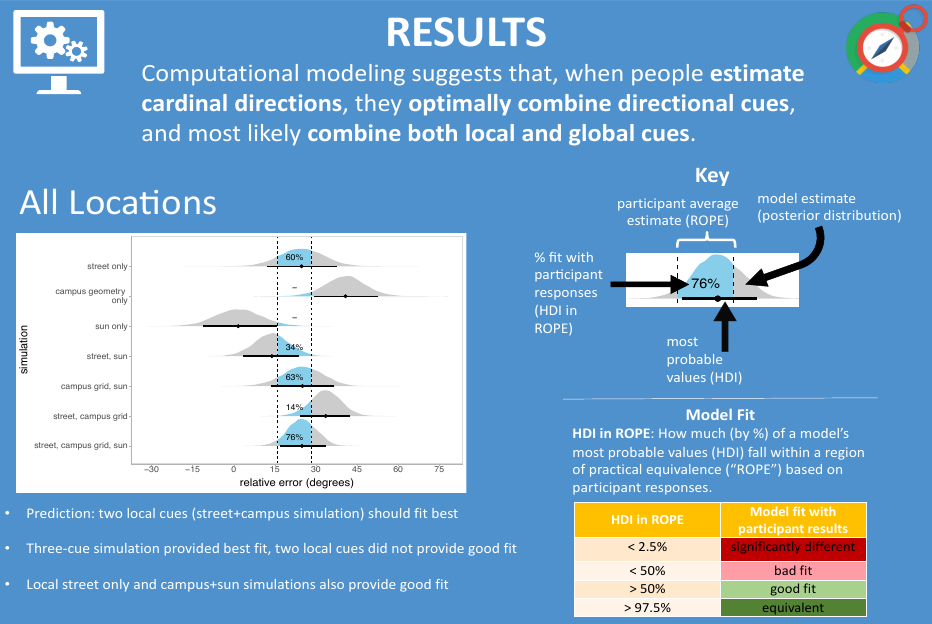 RESULTS
Computational modeling suggests that, when people estimate
cardinal directions, they optimally combine directional cues,
and most likely combine both local and global cues.
All Locations
simulation
street only
campus geometry
only
sun only
street, sun
campus grid, sun
street, campus grid
street, campus grid, sun
60%
–
–
34%
63%
14%
76%
−30
−15
0
15
30
45
60
75
relative error (degrees)
• Prediction: two local cues (street+campus simulation) should fit best
• Three-cue simulation provided best fit, two local cues did not provide good fit
• Local street only and campus+sun simulations also provide good fit
Key
participant average
estimate (ROPE)
model estimate
(posterior distribution)
% fit with
participant
responses
(HDI in
ROPE)
76%
most
probable
values (HDI)
Model Fit
HDI in ROPE: How much (by %) of a model’s
most probable values (HDI) fall within a region
of practical equivalence (“ROPE”) based on
participant responses.
HDI in ROPE
Model fit with
participant results
< 2.5%
significantly different
< 50%
bad fit
> 50%
good fit
> 97.5%
equivalent